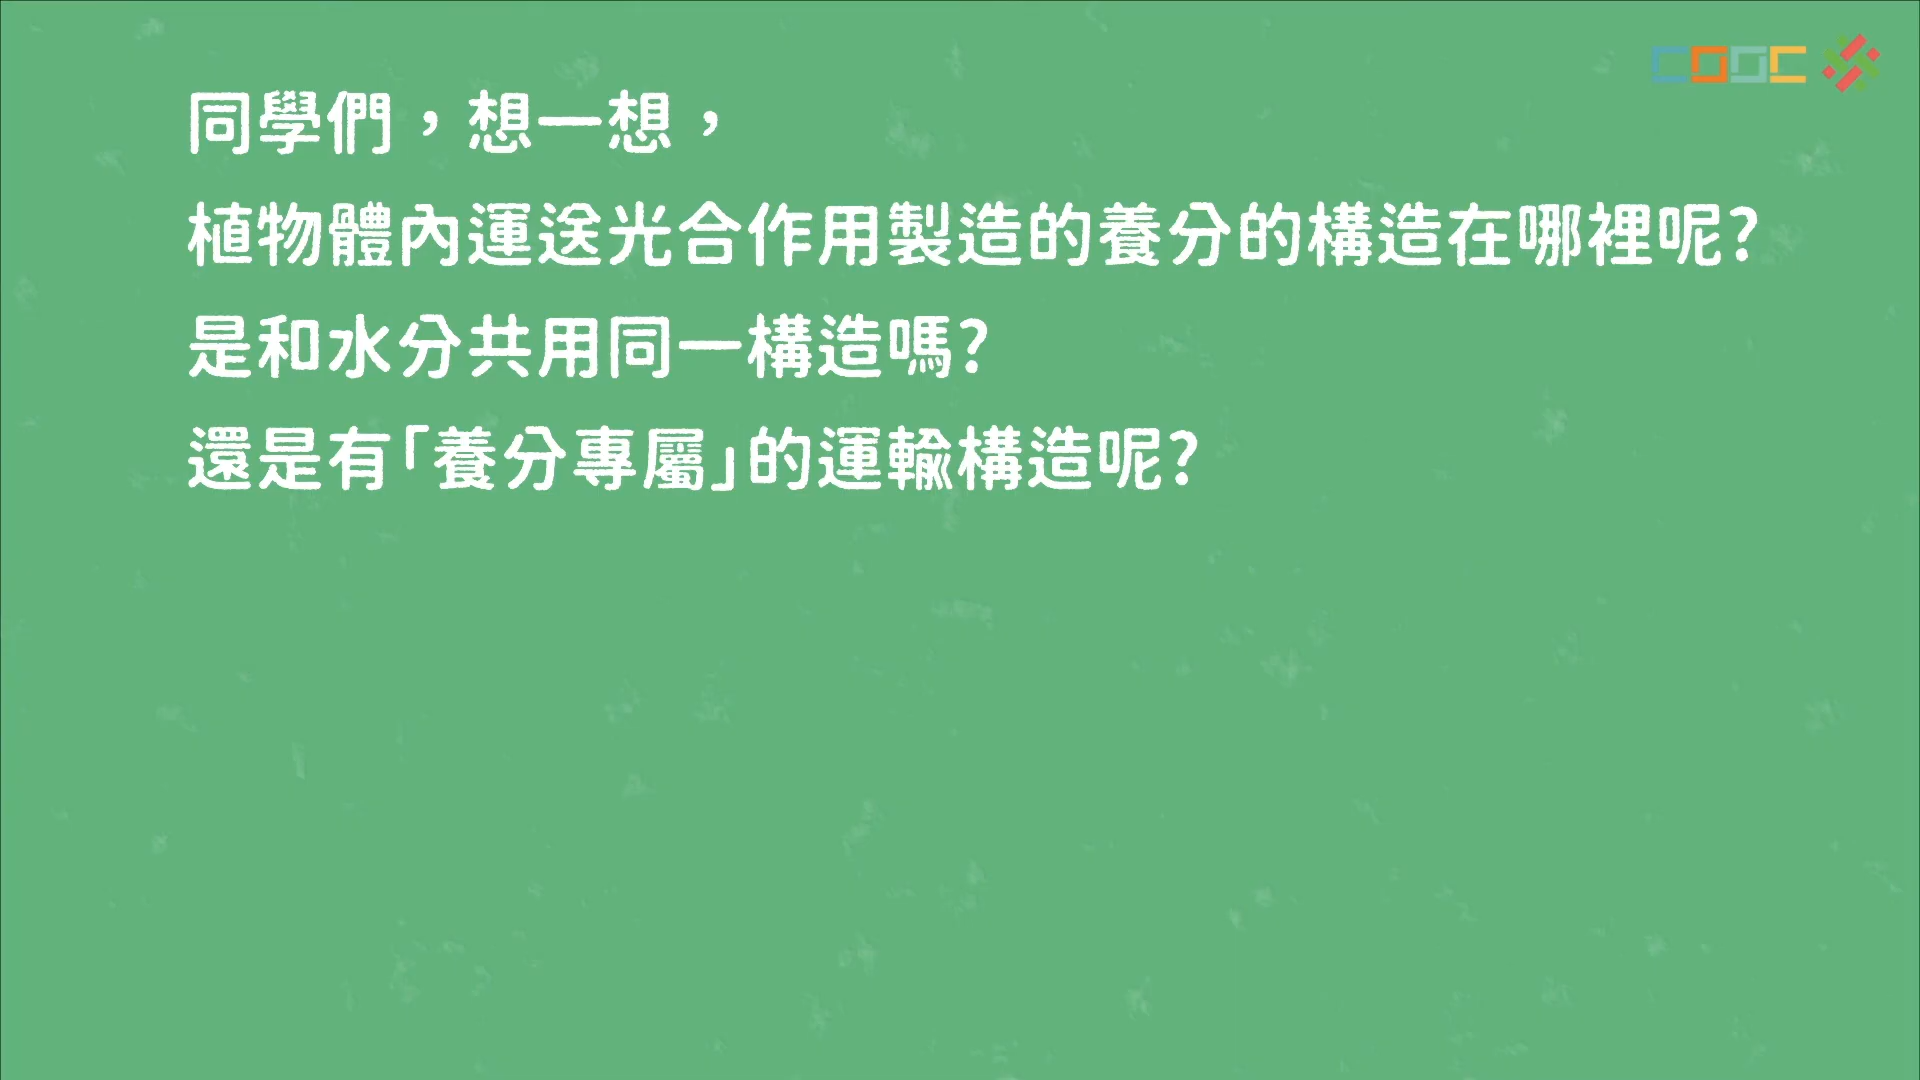 COOC
同學們，想一想，
植物體內運送光合作用製造的養分的構造在哪裡呢?
是和水分共用同一構造嗎?
還是有「養分專屬」的運輸構造呢?